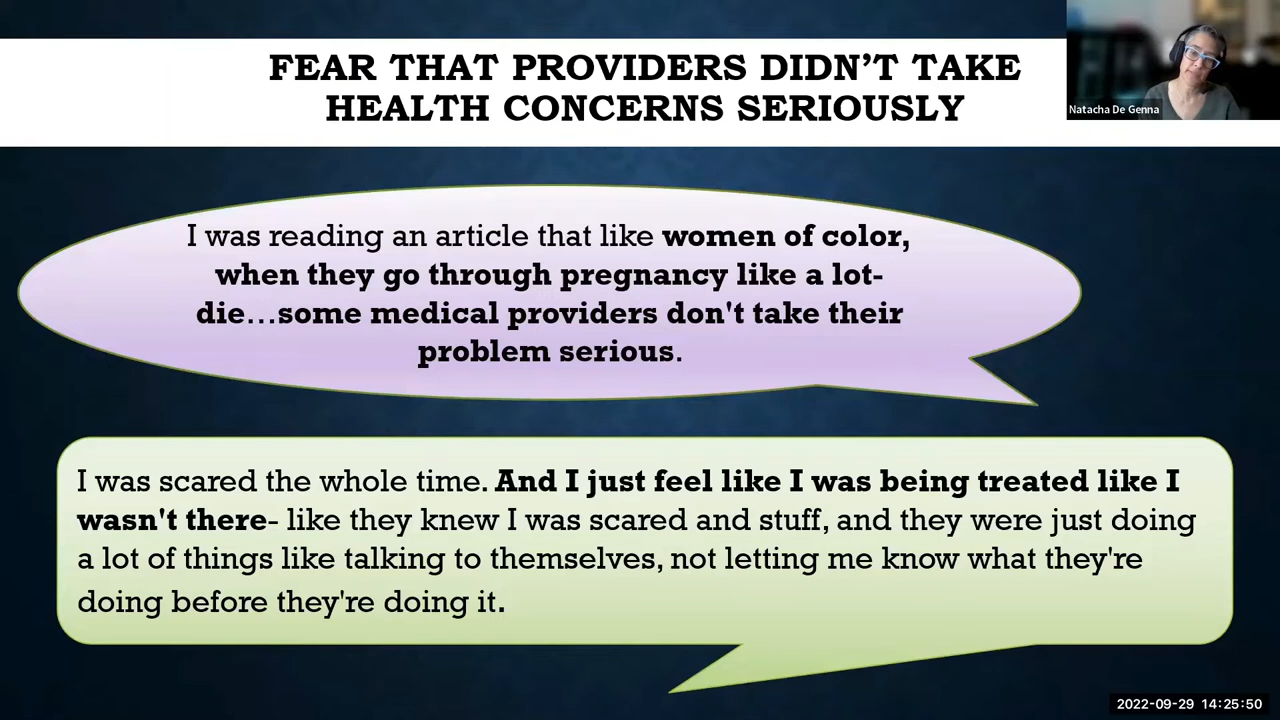 FEAR THAT PROVIDERS DIDN’T TAKE
HEALTH CONCERNS SERIOUSLY
Natacha De Genna
I was reading an article that like women of color,
when they go through pregnancy like a lot-
die...some medical providers don't take their
problem serious.
I was scared the whole time. And I just feel like I was being treated like I
wasn't there- like they knew I was scared and stuff, and they were just doing
a lot of things like talking to themselves, not letting me know what they're
doing before they're doing it.
2022-09-29 14:25:50